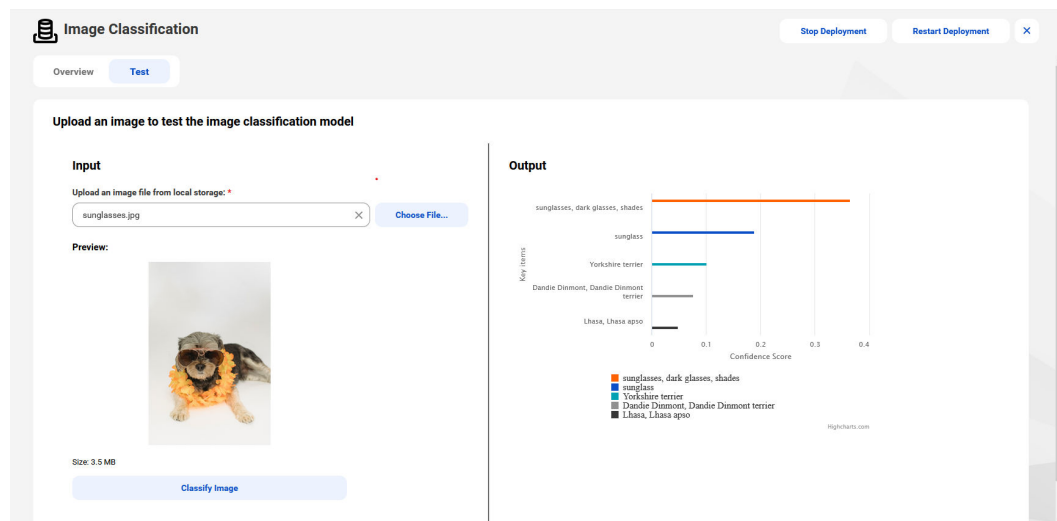 Image Classification
Stop Deployment
Restart Deployment
Overview
Test
Upload an image to test the image classification model
Input
Upload an image file from local storage: *
sunglasses.jpg
Choose File...
Preview:
Size: 3.5 MB
Classify Image
Output
Key items
sunglasses, dark glasses, shades
sunglass
Yorkshire terrier
Dandie Dinmont, Dandie Dinmont
terrier
Lhasa, Lhasa apso
0 0.1 0.2 0.3 0.4
Confidence Score
sunglasses, dark glasses, shades
sunglass
Yorkshire terrier
Dandie Dinmont, Dandie Dinmont terrier
Lhasa, Lhasa apso
Highcharts.com